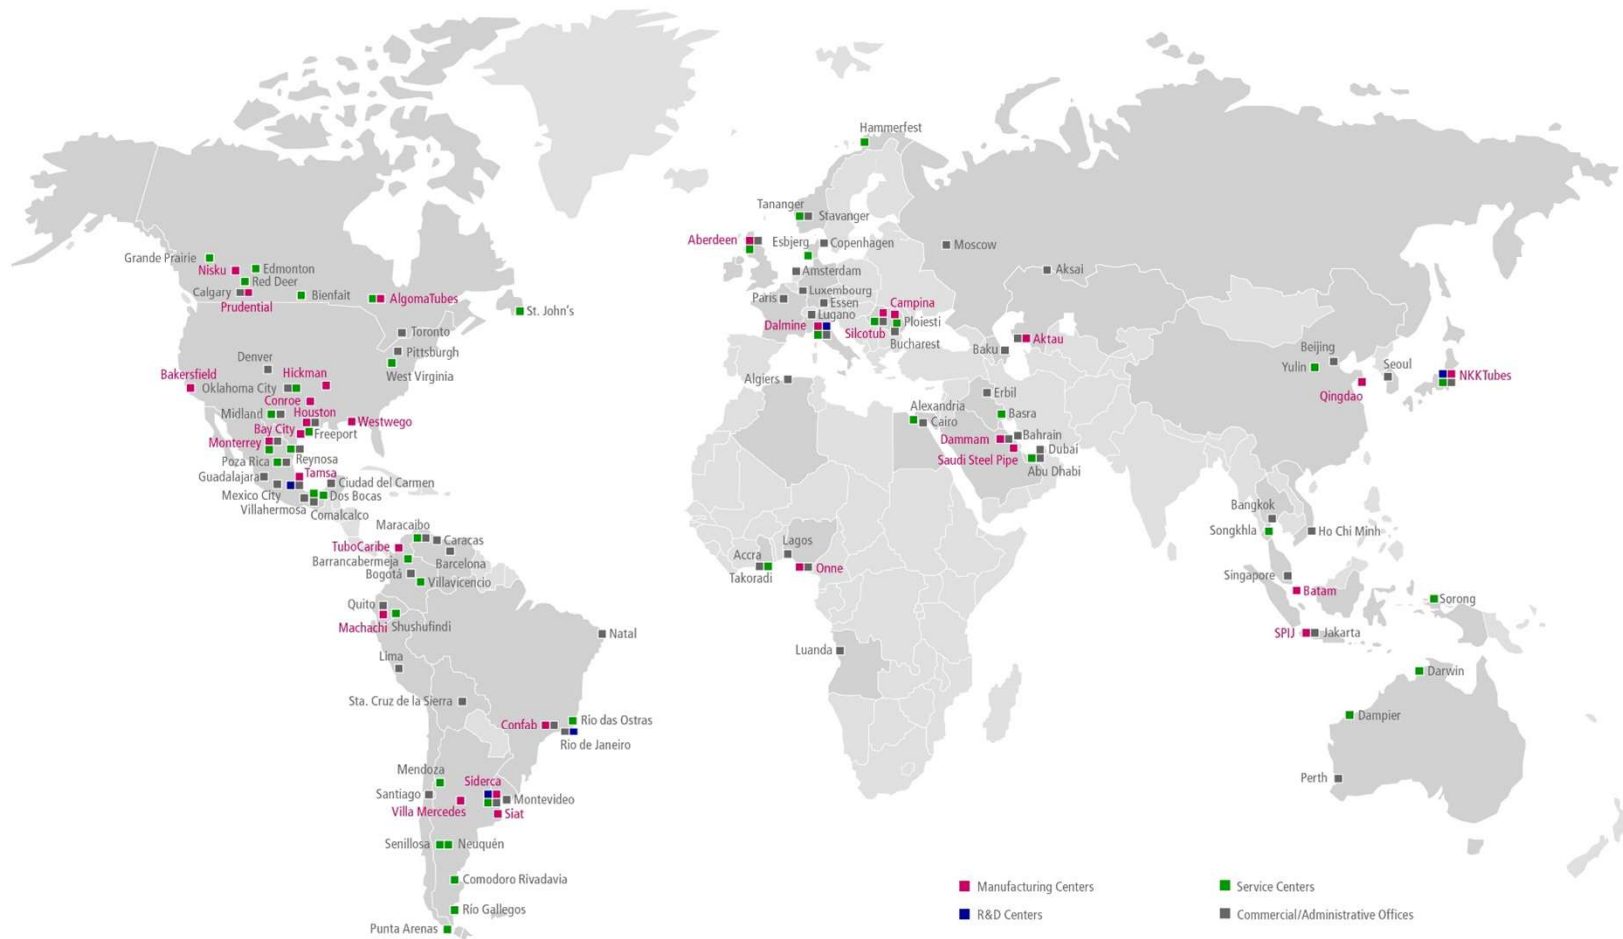 Hammerfest
Tananger
Stavanger
Aberdeen
Esbjerg
Copenhagen
Moscow
Grande Prairie
Nisku
Edmonton
Aksai
Amsterdam
Red Deer
Calgary
Bienfait
AlgomaTubes
Luxembourg
Paris
Essen
Campina
Prudential
St. John's
Lugano
Dalmine
Ploiesti
Silcotub
Toronto
Bucharest
Aktau
Baku
Beijing
Pittsburgh
Denver
Yulin
Seoul
Bakersfield
Hickman
West Virginia
Algiers
NKKTubes
Oklahoma City
Erbil
Qingdao
Conroe
Alexandria
Midland
Houston
Basra
Westwego
Cairo
Bay City
Freeport
Monterrey
Dammam
Bahrain
Dubai
Poza Rica
Reynosa
Saudi Steel Pipe
Abu Dhabi
Guadalajara
Tamsa
Ciudad del Carmen
Mexico City
Dos Bocas
Villahermosa
Comalcalco
Bangkok
Maracaibo
Songkhla
Ho Chi Minh
Caracas
Lagos
TuboCaribe
Accra
Barrancabermeja
Barcelona
Onne
Bogotá
Takoradi
Singapore
Villavicencio
Batam
Sorong
Quito
Machachi
Shushufindi
Natal
SPIJ
Jakarta
Luanda
Lima
Darwin
Sta. Cruz de la Sierra
Dampier
Confab
Rio das Ostras
Rio de Janeiro
Mendoza
Perth
Siderca
Santiago
Montevideo
Villa Mercedes
Siat
Senillosa
Neuquén
Comodoro Rivadavia
Manufacturing Centers
Service Centers
Río Gallegos
R&D Centers
Commercial/Administrative Offices
Punta Arenas